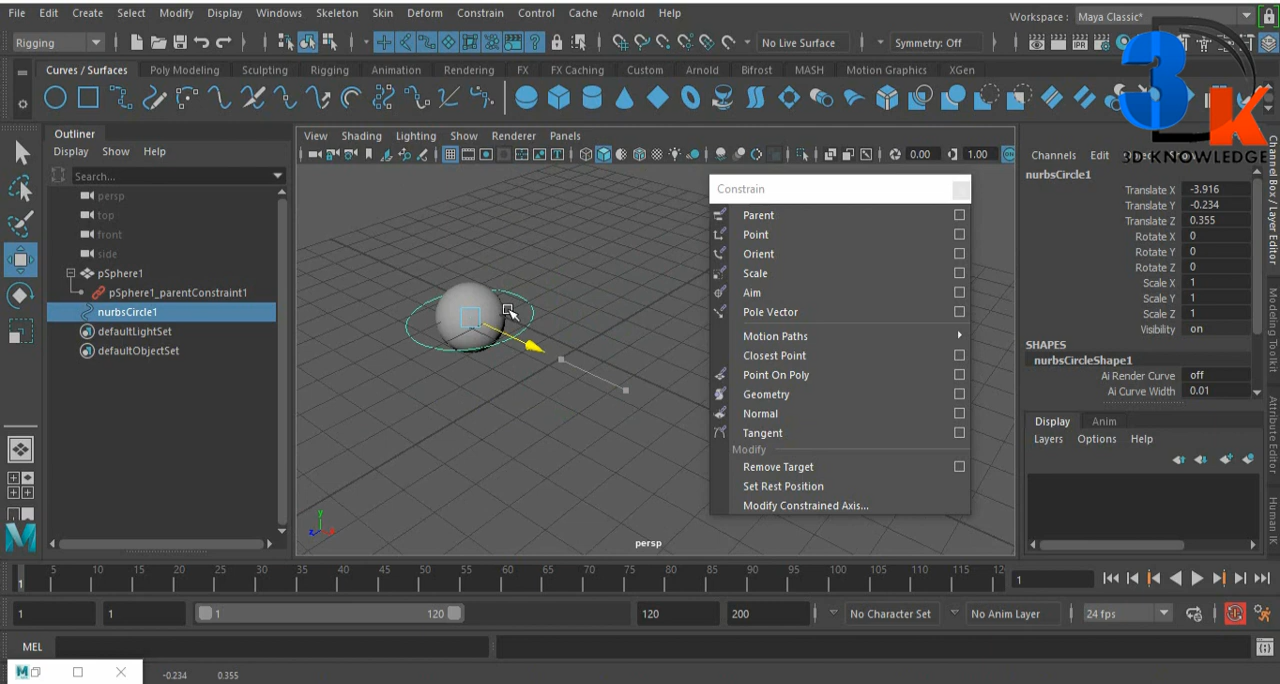 File Edit Create Select Modify Display Windows Skeleton Skin Deform Constrain Control Cache Arnold Help
Workspace : Maya Classic*
Rigging
No Live Surface
Symmetry: Off
Curves / Surfaces Poly Modeling Sculpting Rigging Animation Rendering FX FX Caching Custom Arnold Bifrost MASH Motion Graphics XGen
IPR
3D KNOWLEDGE
Outliner
Display Show Help
Search...
persp
top
front
side
pSphere1
pSphere1_parentConstraint1
nurbsCircle1
defaultLightSet
defaultObjectSet
View Shading Lighting Show Renderer Panels
0.00
1.00
Constrain
Parent
Point
Orient
Scale
Aim
Pole Vector
Motion Paths
Closest Point
Point On Poly
Geometry
Normal
Tangent
Modify
Remove Target
Set Rest Position
Modify Constrained Axis...
y
persp
Channels Edit
nurbsCircle1
Translate X -3.916
Translate Y -0.234
Translate Z 0.355
Rotate X 0
Rotate Y 0
Rotate Z 0
Scale X 1
Scale Y 1
Scale Z 1
Visibility on
SHAPES
nurbsCircleShape1
Ai Render Curve off
Ai Curve Width 0.01
Display Anim
Layers Options Help
Channel Box / Layer Editor
Modeling Toolkit
Attribute Editor
Human IK
5 10 15 20 25 30 35 40 45 50 55 60 65 70 75 80 85 90 95 100 105 110 115 12
1
1
1 1 1 120 120 200
No Character Set
No Anim Layer
24 fps
MEL
-0.234 0.355